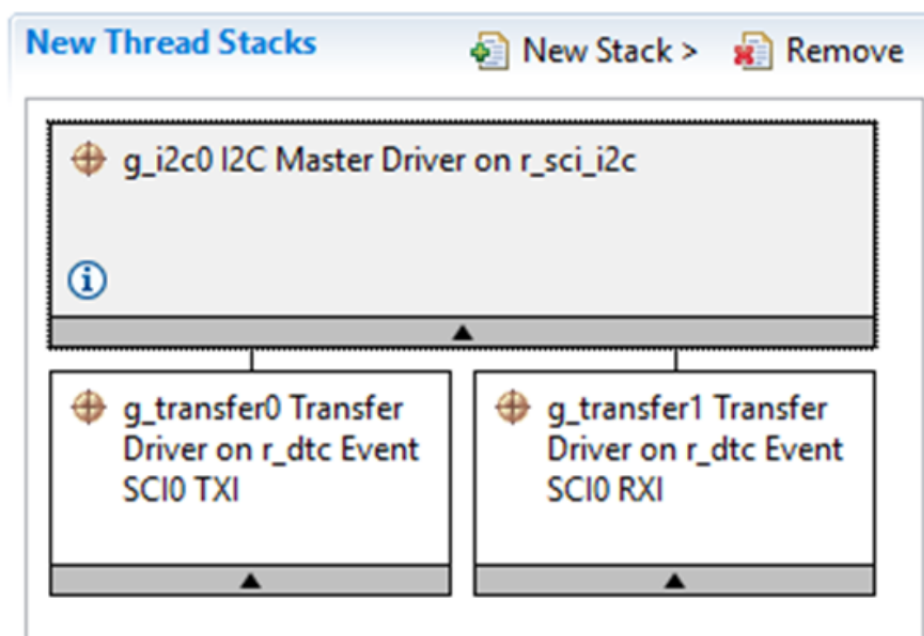 New Thread Stacks
New Stack >
Remove
g_i2c0 I2C Master Driver on r_sci_i2c
g_transfer0 Transfer
Driver on r_dtc Event
SCI0 TXI
g_transfer1 Transfer
Driver on r_dtc Event
SCI0 RXI